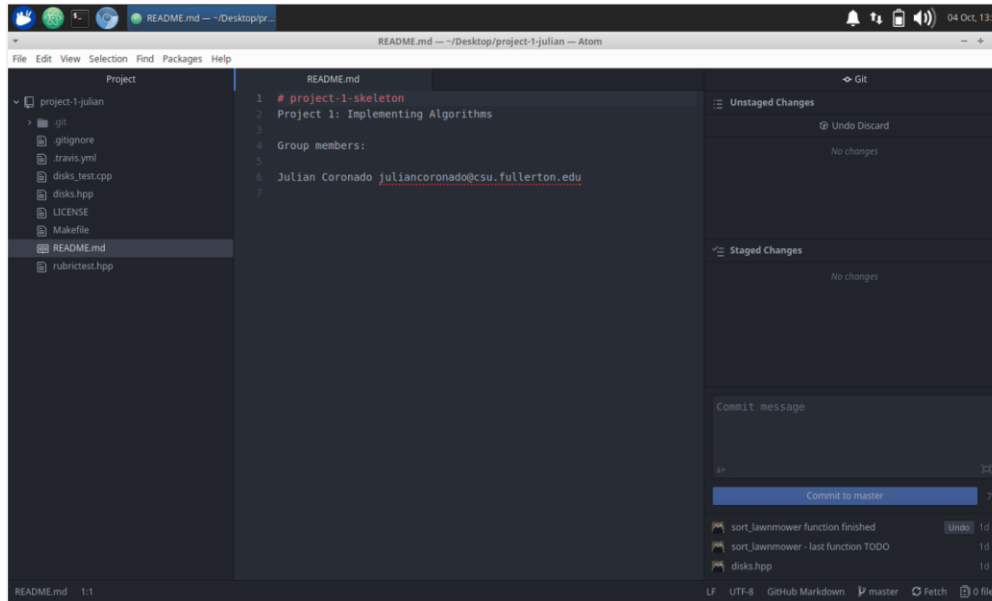 README.md — ~/Desktop/pr...
04 Oct, 13:
README.md — ~/Desktop/project-1-julian — Atom
File Edit View Selection Find Packages Help
Project
project-1-julian
.git
.gitignore
.travis.yml
disks_test.cpp
disks.hpp
LICENSE
Makefile
README.md
rubrictest.hpp
README.md
1 # project-1-skeleton
2 Project 1: Implementing Algorithms
3
4 Group members:
5
6 Julian Coronado juliancoronado@csu.fullerton.edu
7
Git
Unstaged Changes
Undo Discard
No changes
Staged Changes
No changes
Commit message
Commit to master
7
sort_lawnmower function finished Undo 1d
sort_lawnmower - last function TODO 1d
disks.hpp 1d
README.md 1:1
LF UTF-8 GitHub Markdown master Fetch 0 file